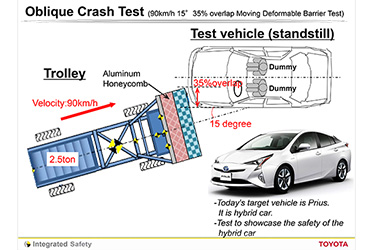 Oblique Crash Test (90km/h 15° 35% overlap Moving Deformable Barrier Test)
Test vehicle (standstill)
Trolley
Aluminum
Honeycomb
Dummy
35%overlap
Dummy
Velocity:90km/h
15 degree
2.5ton
-Today's target vehicle is Prius.
It is hybrid car.
-Test to showcase the safety of the
hybrid car
Integrated Safety
TOYOTA